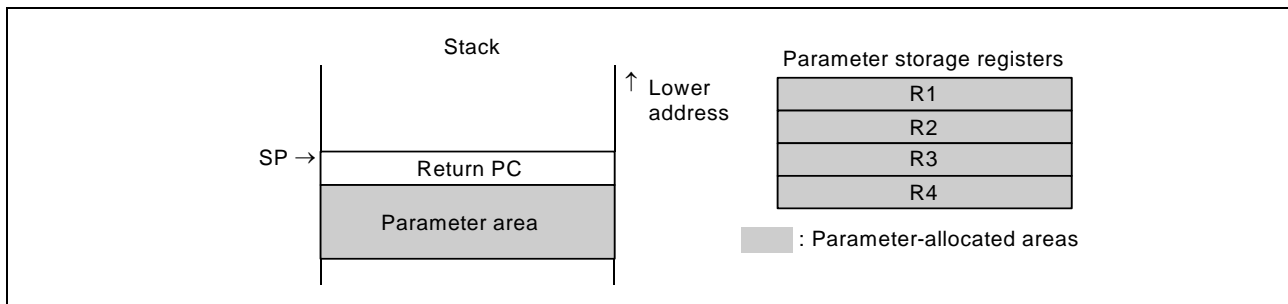 Stack
↑ Lower
address
SP →
Return PC
Parameter area
Parameter storage registers
R1
R2
R3
R4
: Parameter-allocated areas